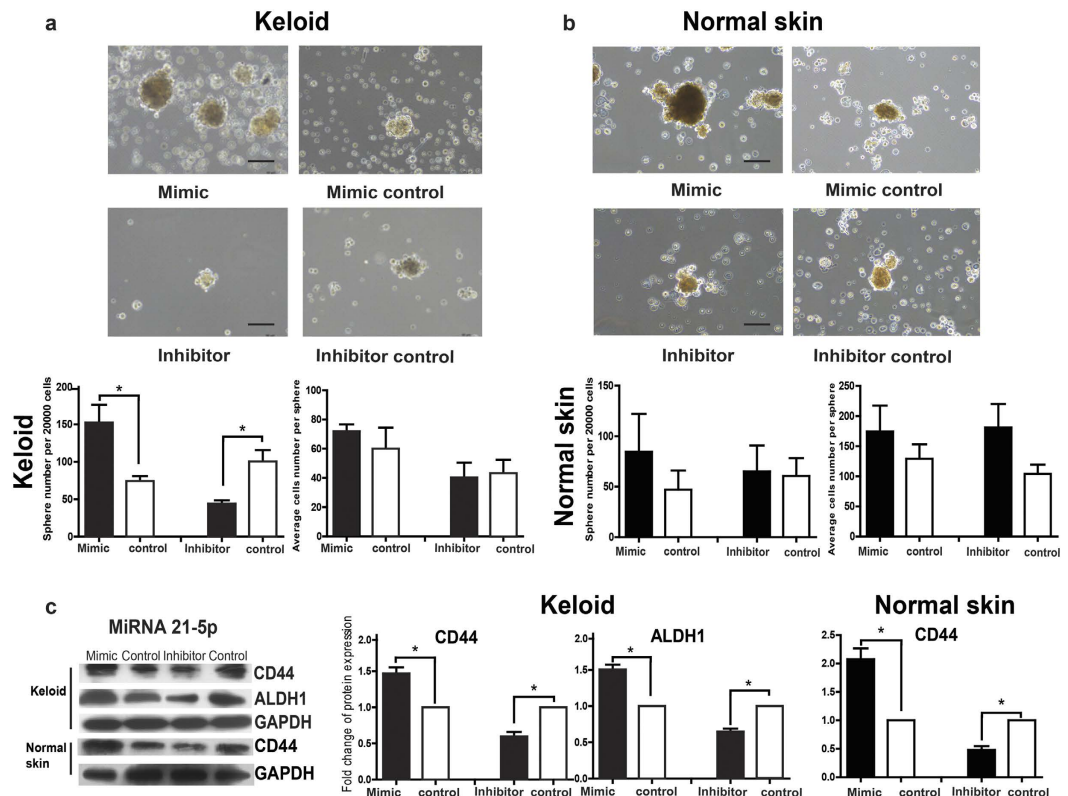 a
Keloid
b
Normal skin
Mimic
Mimic control
Mimic
Mimic control
Inhibitor
Inhibitor control
Inhibitor
Inhibitor control
Keloid
Sphere number per 20000 cells
200
150
100
50
0
*
*
Mimic control Inhibitor control
Average cells number per sphere
100
80
60
40
20
0
Mimic control Inhibitor control
Normal skin
Sphere number per 20000 cells
150
100
50
0
Mimic control Inhibitor control
Average cells number per sphere
250
200
150
100
50
0
Mimic control Inhibitor control
c
MiRNA 21-5p
Mimic Control Inhibitor Control
Keloid
CD44
ALDH1
GAPDH
Normal skin
CD44
GAPDH
Keloid
Fold change of protein expression
CD44
2.0
1.5
1.0
0.5
0.0
*
*
Mimic control Inhibitor control
ALDH1
2.0
1.5
1.0
0.5
0.0
*
*
Mimic control Inhibitor control
Normal skin
CD44
2.5
2.0
1.5
1.0
0.5
0.0
*
*
Mimic control Inhibitor control